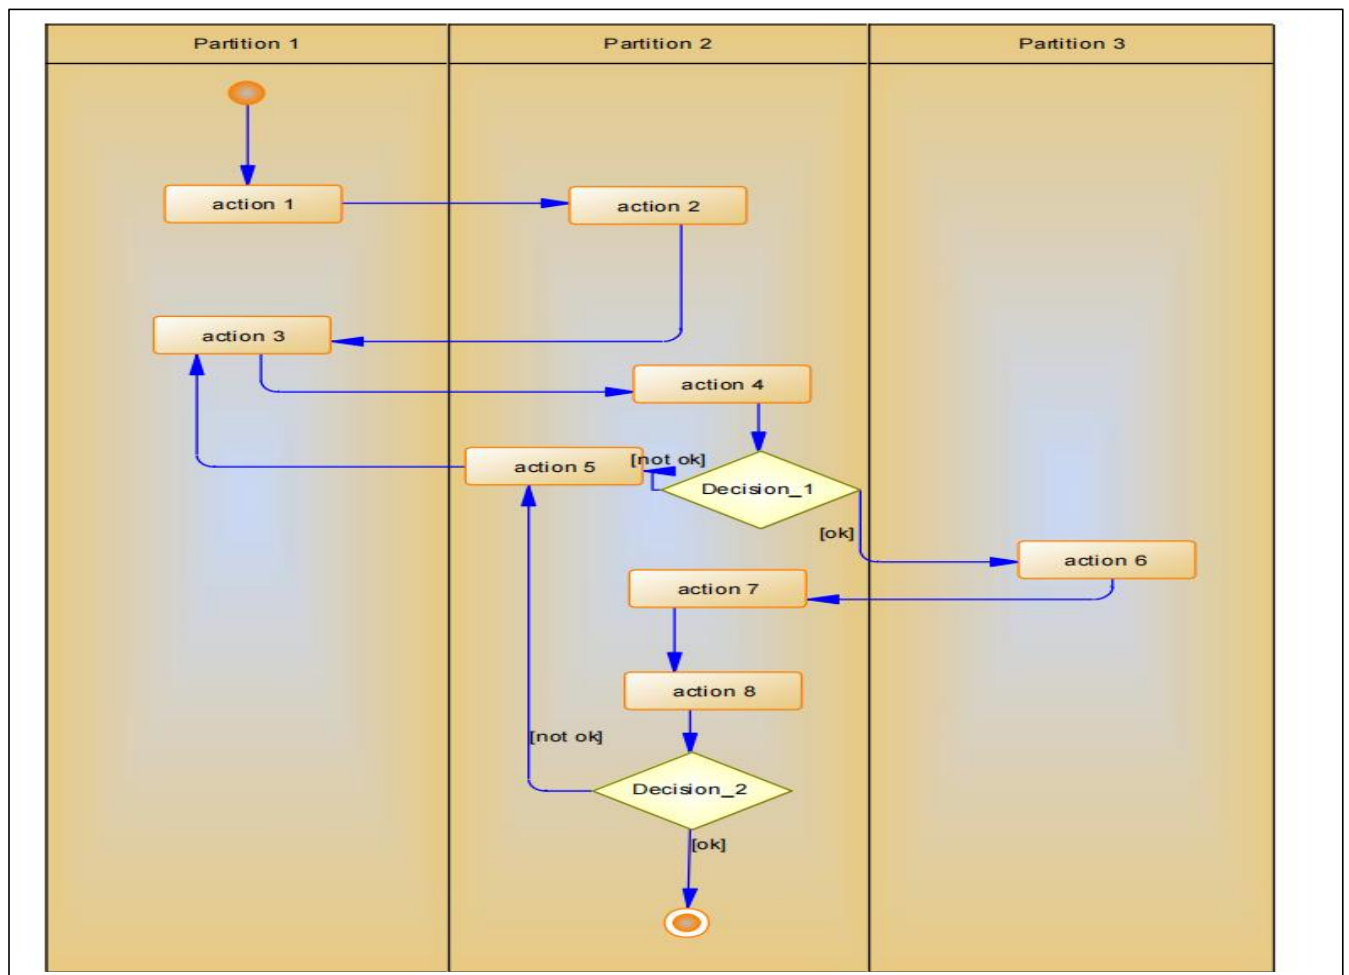 Partition 1 Partition 2 Partition 3
action 1
action 2
action 3
action 4
action 5
[not ok]
Decision_1
[ok]
action 6
action 7
action 8
[not ok]
Decision_2
[ok]